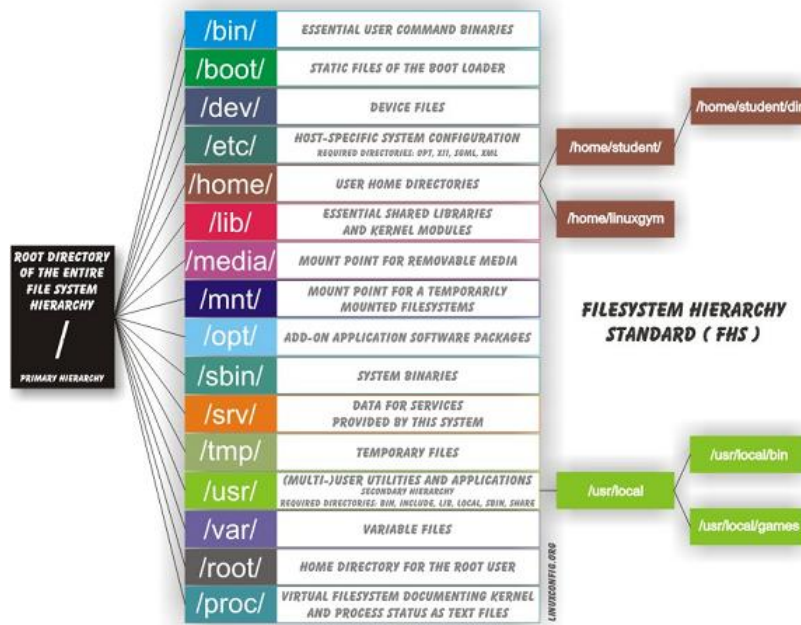 ROOT DIRECTORY
OF THE ENTIRE
FILE SYSTEM
HIERARCHY
/
PRIMARY HIERARCHY
/bin/ ESSENTIAL USER COMMAND BINARIES
/boot/ STATIC FILES OF THE BOOT LOADER
/dev/ DEVICE FILES
/etc/ HOST-SPECIFIC SYSTEM CONFIGURATION
REQUIRED DIRECTORIES: OPT, X11, SGML, XML
/home/ USER HOME DIRECTORIES
/lib/ ESSENTIAL SHARED LIBRARIES
AND KERNEL MODULES
/media/ MOUNT POINT FOR REMOVABLE MEDIA
/mnt/ MOUNT POINT FOR A TEMPORARILY
MOUNTED FILESYSTEMS
/opt/ ADD-ON APPLICATION SOFTWARE PACKAGES
/sbin/ SYSTEM BINARIES
/srv/ DATA FOR SERVICES
PROVIDED BY THIS SYSTEM
/tmp/ TEMPORARY FILES
/usr/ (MULTI-)USER UTILITIES AND APPLICATIONS
SECONDARY HIERARCHY
REQUIRED DIRECTORIES: BIN, INCLUDE, LIB, LOCAL, SBIN, SHARE
/var/ VARIABLE FILES
/root/ HOME DIRECTORY FOR THE ROOT USER
/proc/ VIRTUAL FILESYSTEM DOCUMENTING KERNEL
AND PROCESS STATUS AS TEXT FILES
/home/student/
/home/student/dir
/home/linuxgym
FILESYSTEM HIERARCHY
STANDARD ( FHS )
/usr/local
/usr/local/bin
/usr/local/games
LINUXCONFIG.ORG